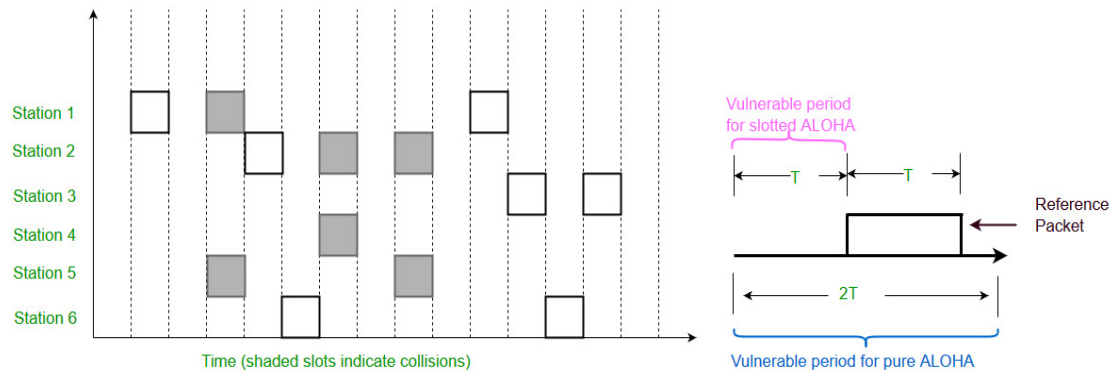 Station 1
Station 2
Station 3
Station 4
Station 5
Station 6
Time (shaded slots indicate collisions)
Vulnerable period
for slotted ALOHA
T
T
Reference
Packet
2T
Vulnerable period for pure ALOHA